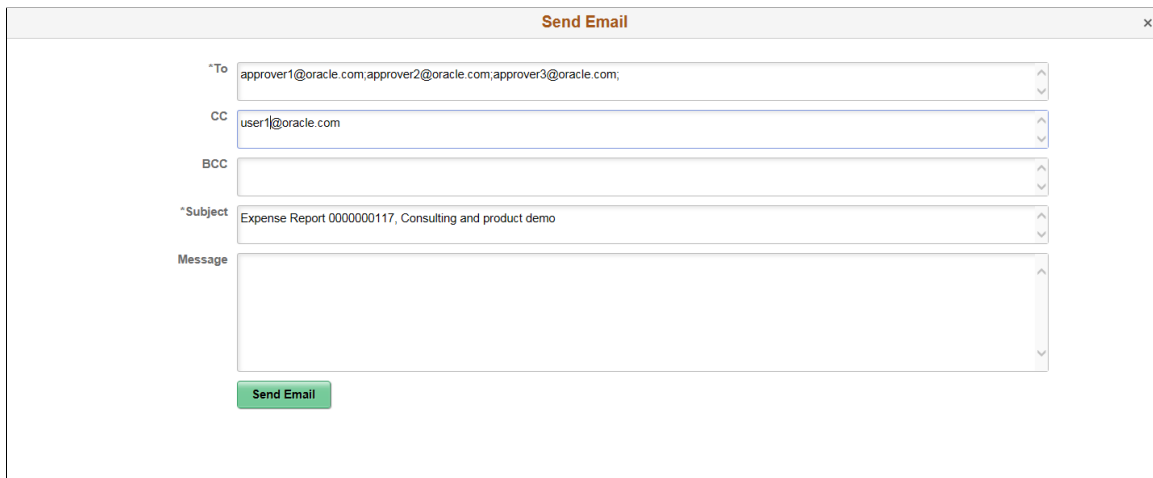 Send Email
×
*To
approver1@oracle.com;approver2@oracle.com;approver3@oracle.com;
CC
user1@oracle.com
BCC
*Subject
Expense Report 0000000117, Consulting and product demo
Message
Send Email